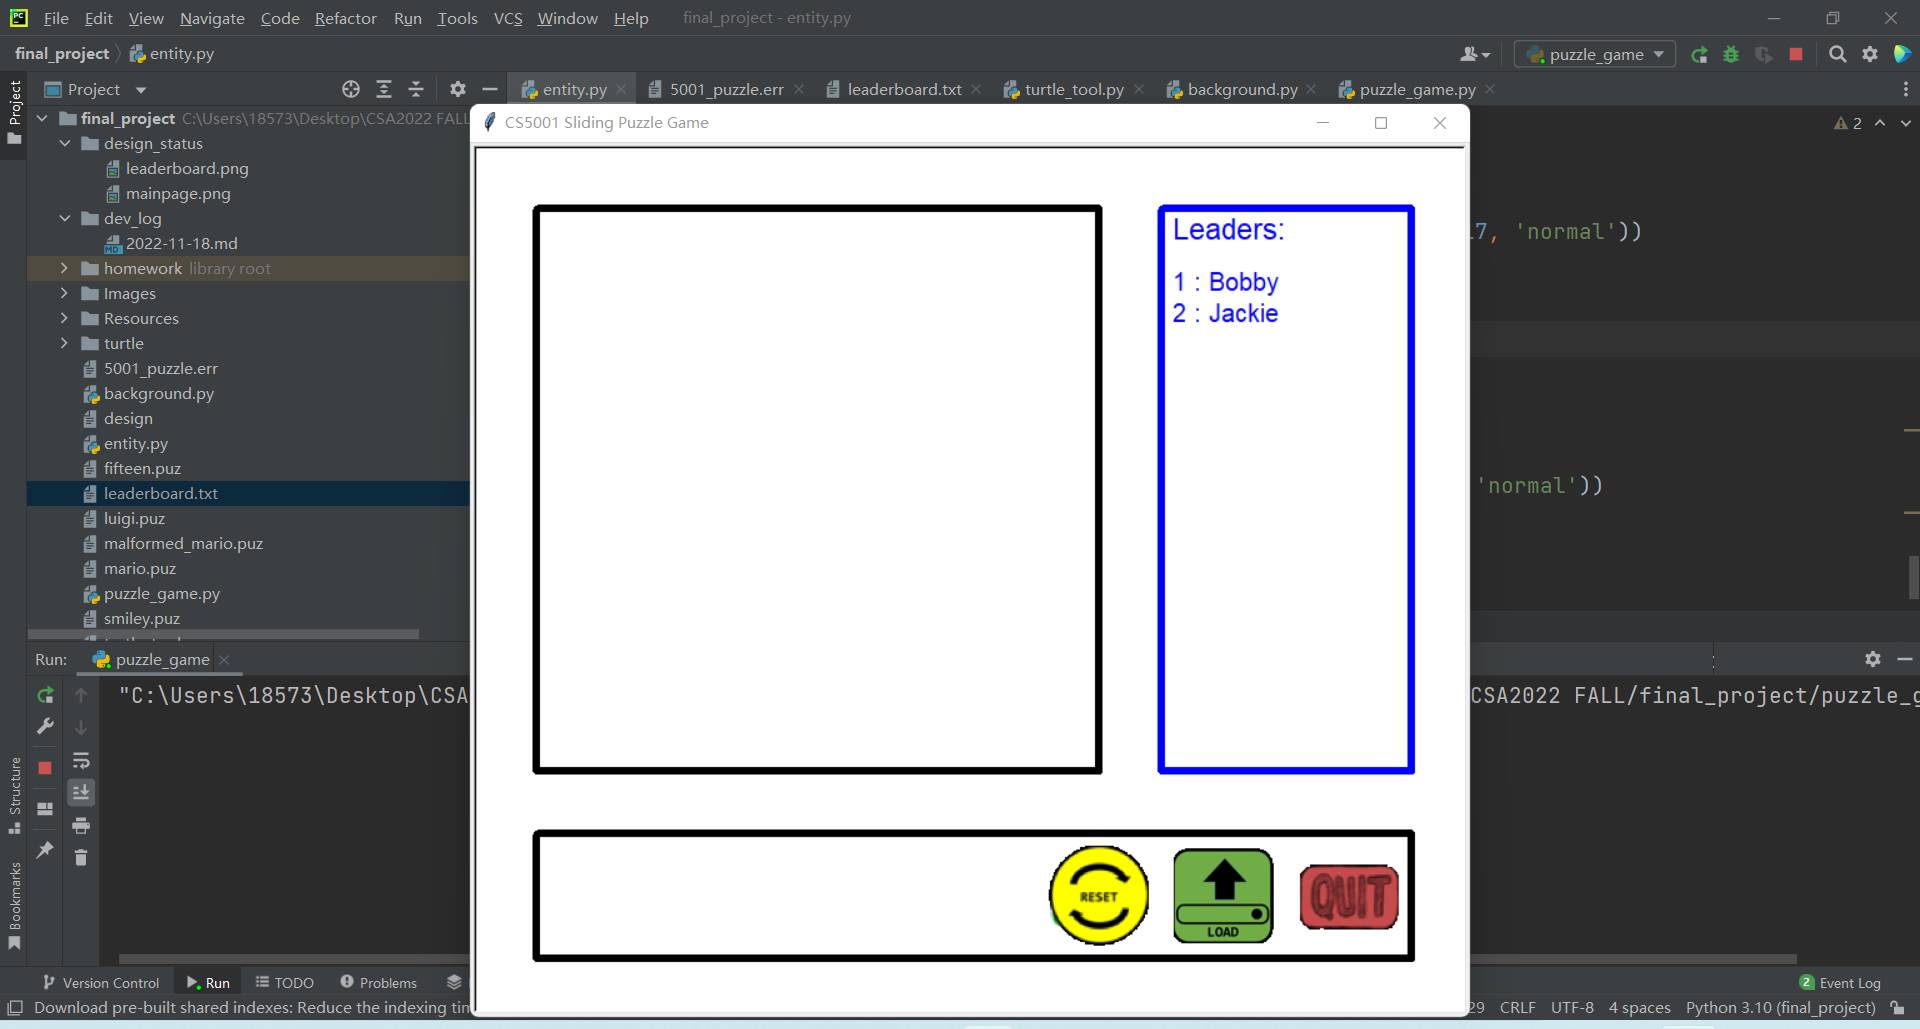 PC File Edit View Navigate Code Refactor Run Tools VCS Window Help final_project - entity.py
final_project entity.py puzzle_game
Project entity.py 5001_puzzle.err leaderboard.txt turtle_tool.py background.py puzzle_game.py
Project
final_project C:\Users\18573\Desktop\CSA2022 FALL
2
design_status
leaderboard.png
mainpage.png
dev_log
2022-11-18.md
homework library root
Images
Resources
turtle
5001_puzzle.err
background.py
design
entity.py
fifteen.puz
leaderboard.txt
luigi.puz
malformed_mario.puz
mario.puz
puzzle_game.py
smiley.puz
17, 'normal'))
'normal'))
CS5001 Sliding Puzzle Game
Leaders:
1 : Bobby
2 : Jackie
RESET
LOAD
QUIT
Run: puzzle_game
"C:\Users\18573\Desktop\CSA
CSA2022 FALL/final_project/puzzle_g
Structure
Bookmarks
Version Control Run TODO Problems
2 Event Log
Download pre-built shared indexes: Reduce the indexing tim
29 CRLF UTF-8 4 spaces Python 3.10 (final_project)